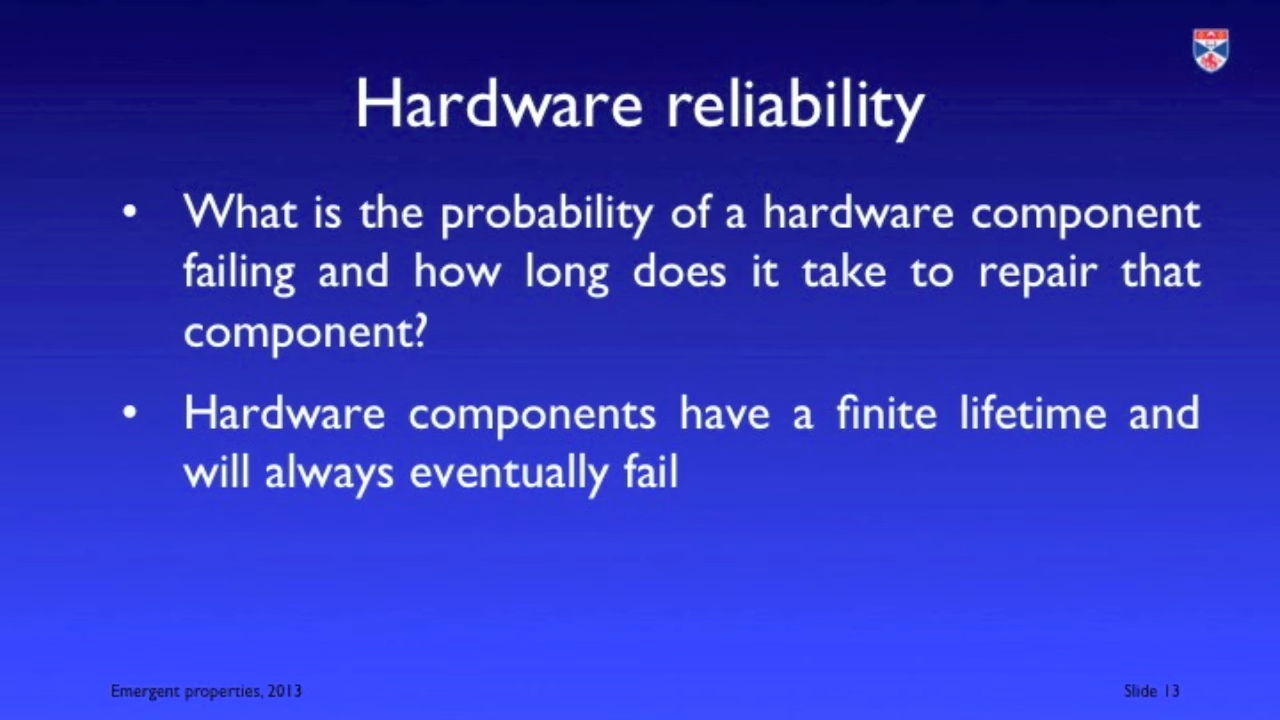 Hardware reliability
• What is the probability of a hardware component
failing and how long does it take to repair that
component?
• Hardware components have a finite lifetime and
will always eventually fail
Emergent properties, 2013
Slide 13